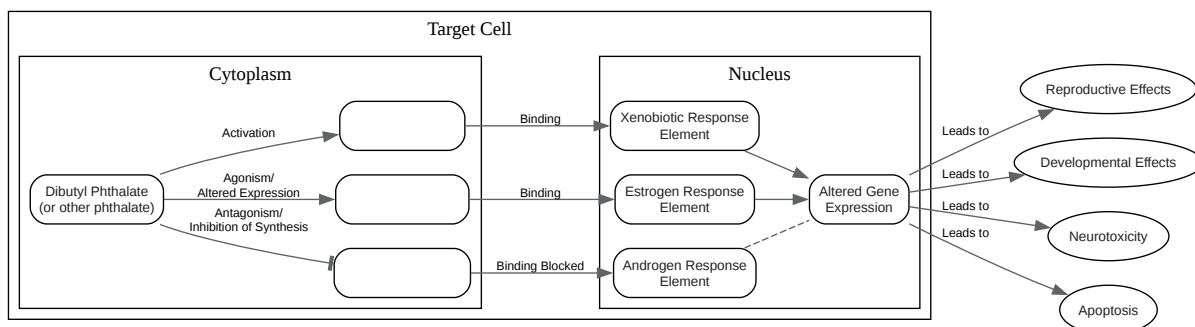 Target Cell
Cytoplasm
Nucleus
Reproductive Effects
Xenobiotic Response
Element
Binding
Activation
Leads to
Developmental Effects
Leads to
Dibutyl Phthalate
(or other phthalate)
Agonism/
Altered Expression
Binding
Estrogen Response
Element
Altered Gene
Expression
Leads to
Neurotoxicity
Antagonism/
Inhibition of Synthesis
Leads to
Binding Blocked
Androgen Response
Element
Apoptosis